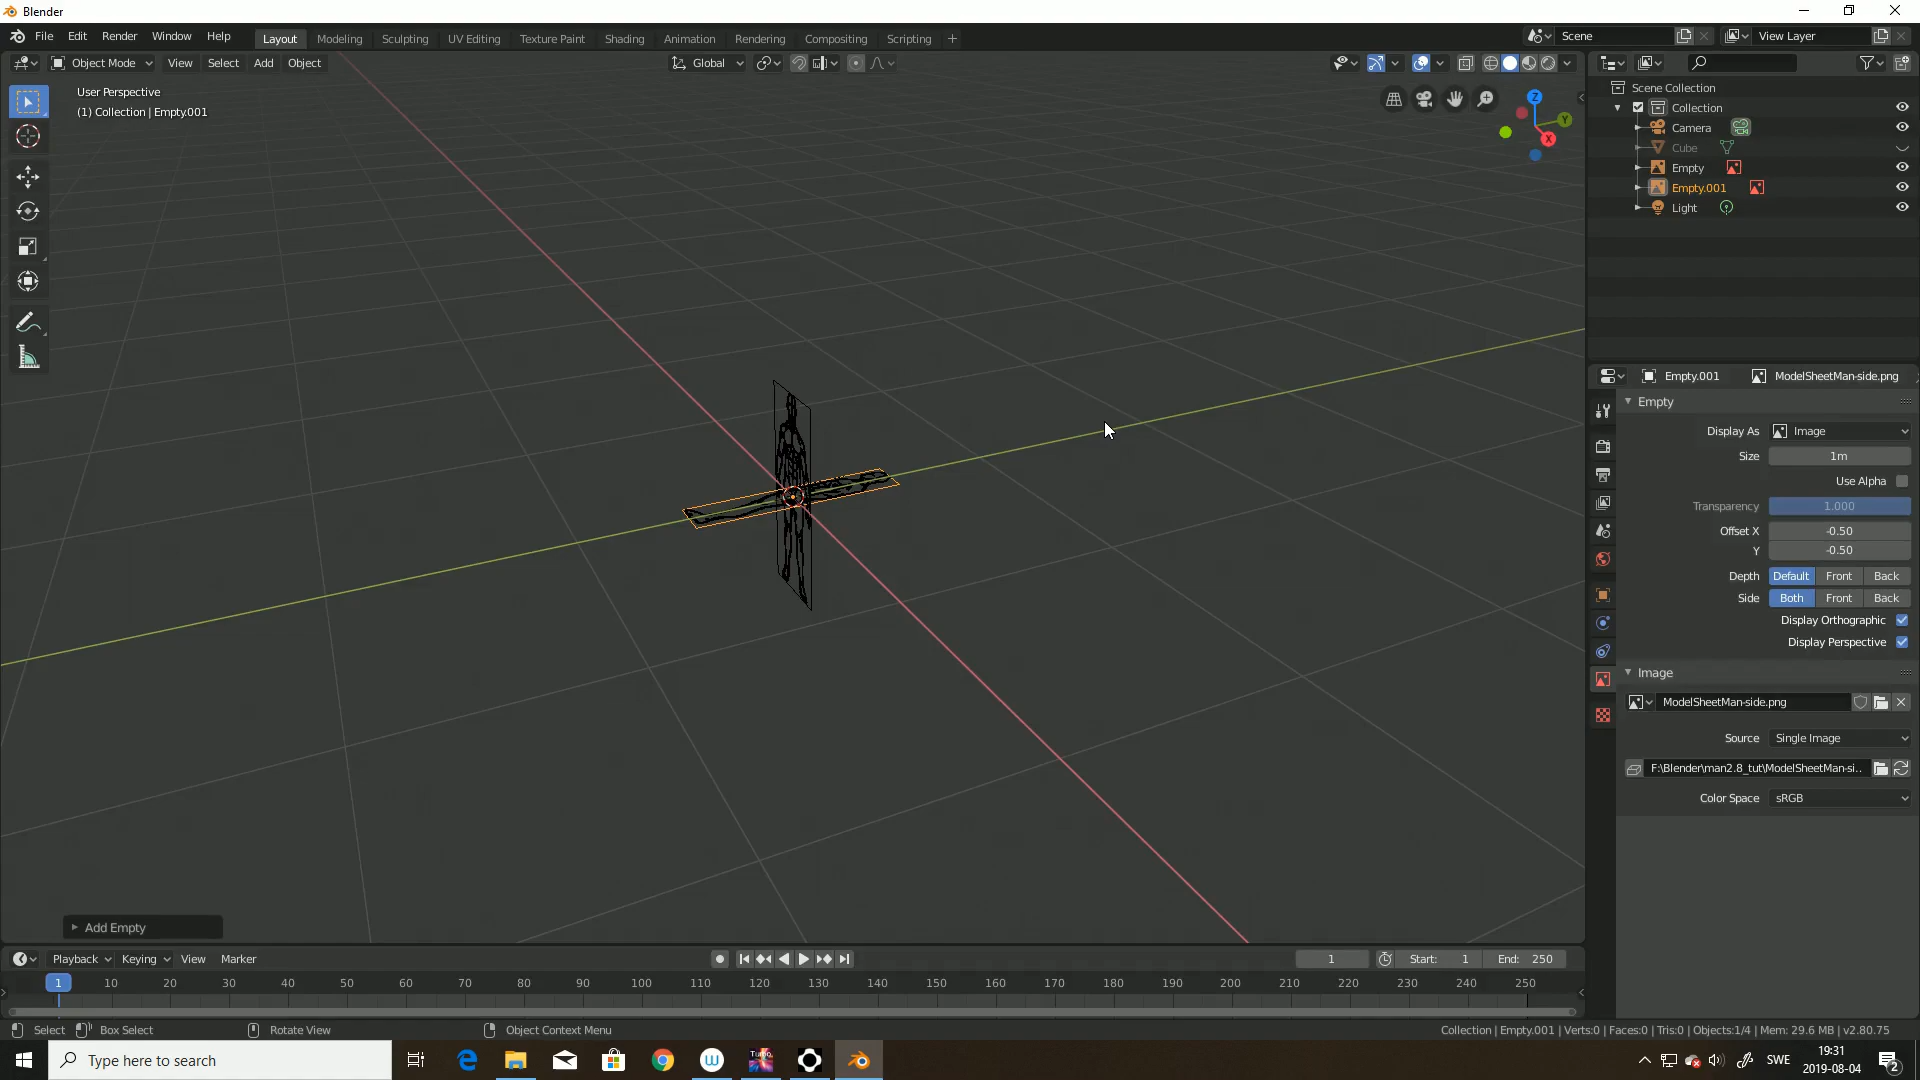 Blender
File Edit Render Window Help
Layout Modeling Sculpting UV Editing Texture Paint Shading Animation Rendering Compositing Scripting +
Scene
View Layer
Object Mode View Select Add Object
Global
User Perspective
(1) Collection | Empty.001
Z
Y
X
Scene Collection
Collection
Camera
Cube
Empty
Empty.001
Light
Empty.001 ModelSheetMan-side.png
Empty
Display As Image
Size 1m
Use Alpha
Transparency 1.000
Offset X -0.50
Y -0.50
Depth Default Front Back
Side Both Front Back
Display Orthographic
Display Perspective
Image
ModelSheetMan-side.png
Source Single Image
F:\Blender\man2.8_tut\ModelSheetMan-si..
Color Space sRGB
Add Empty
Playback Keying View Marker
1
Start: 1 End: 250
1 10 20 30 40 50 60 70 80 90 100 110 120 130 140 150 160 170 180 190 200 210 220 230 240 250
Select Box Select Rotate View Object Context Menu
Collection | Empty.001 | Verts:0 | Faces:0 | Tris:0 | Objects:1/4 | Mem: 29.6 MB | v2.80.75
Type here to search
SWE
19:31
2019-08-04
2